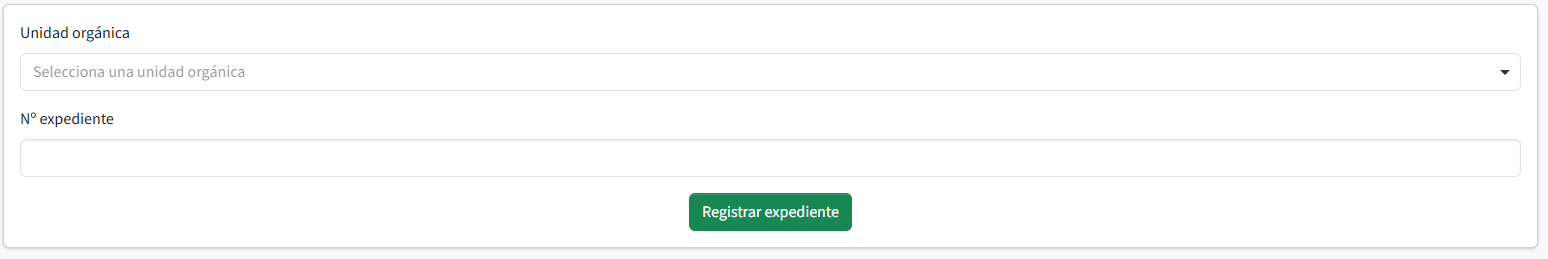 Unidad orgánica
Selecciona una unidad orgánica
Nº expediente
Registrar expediente